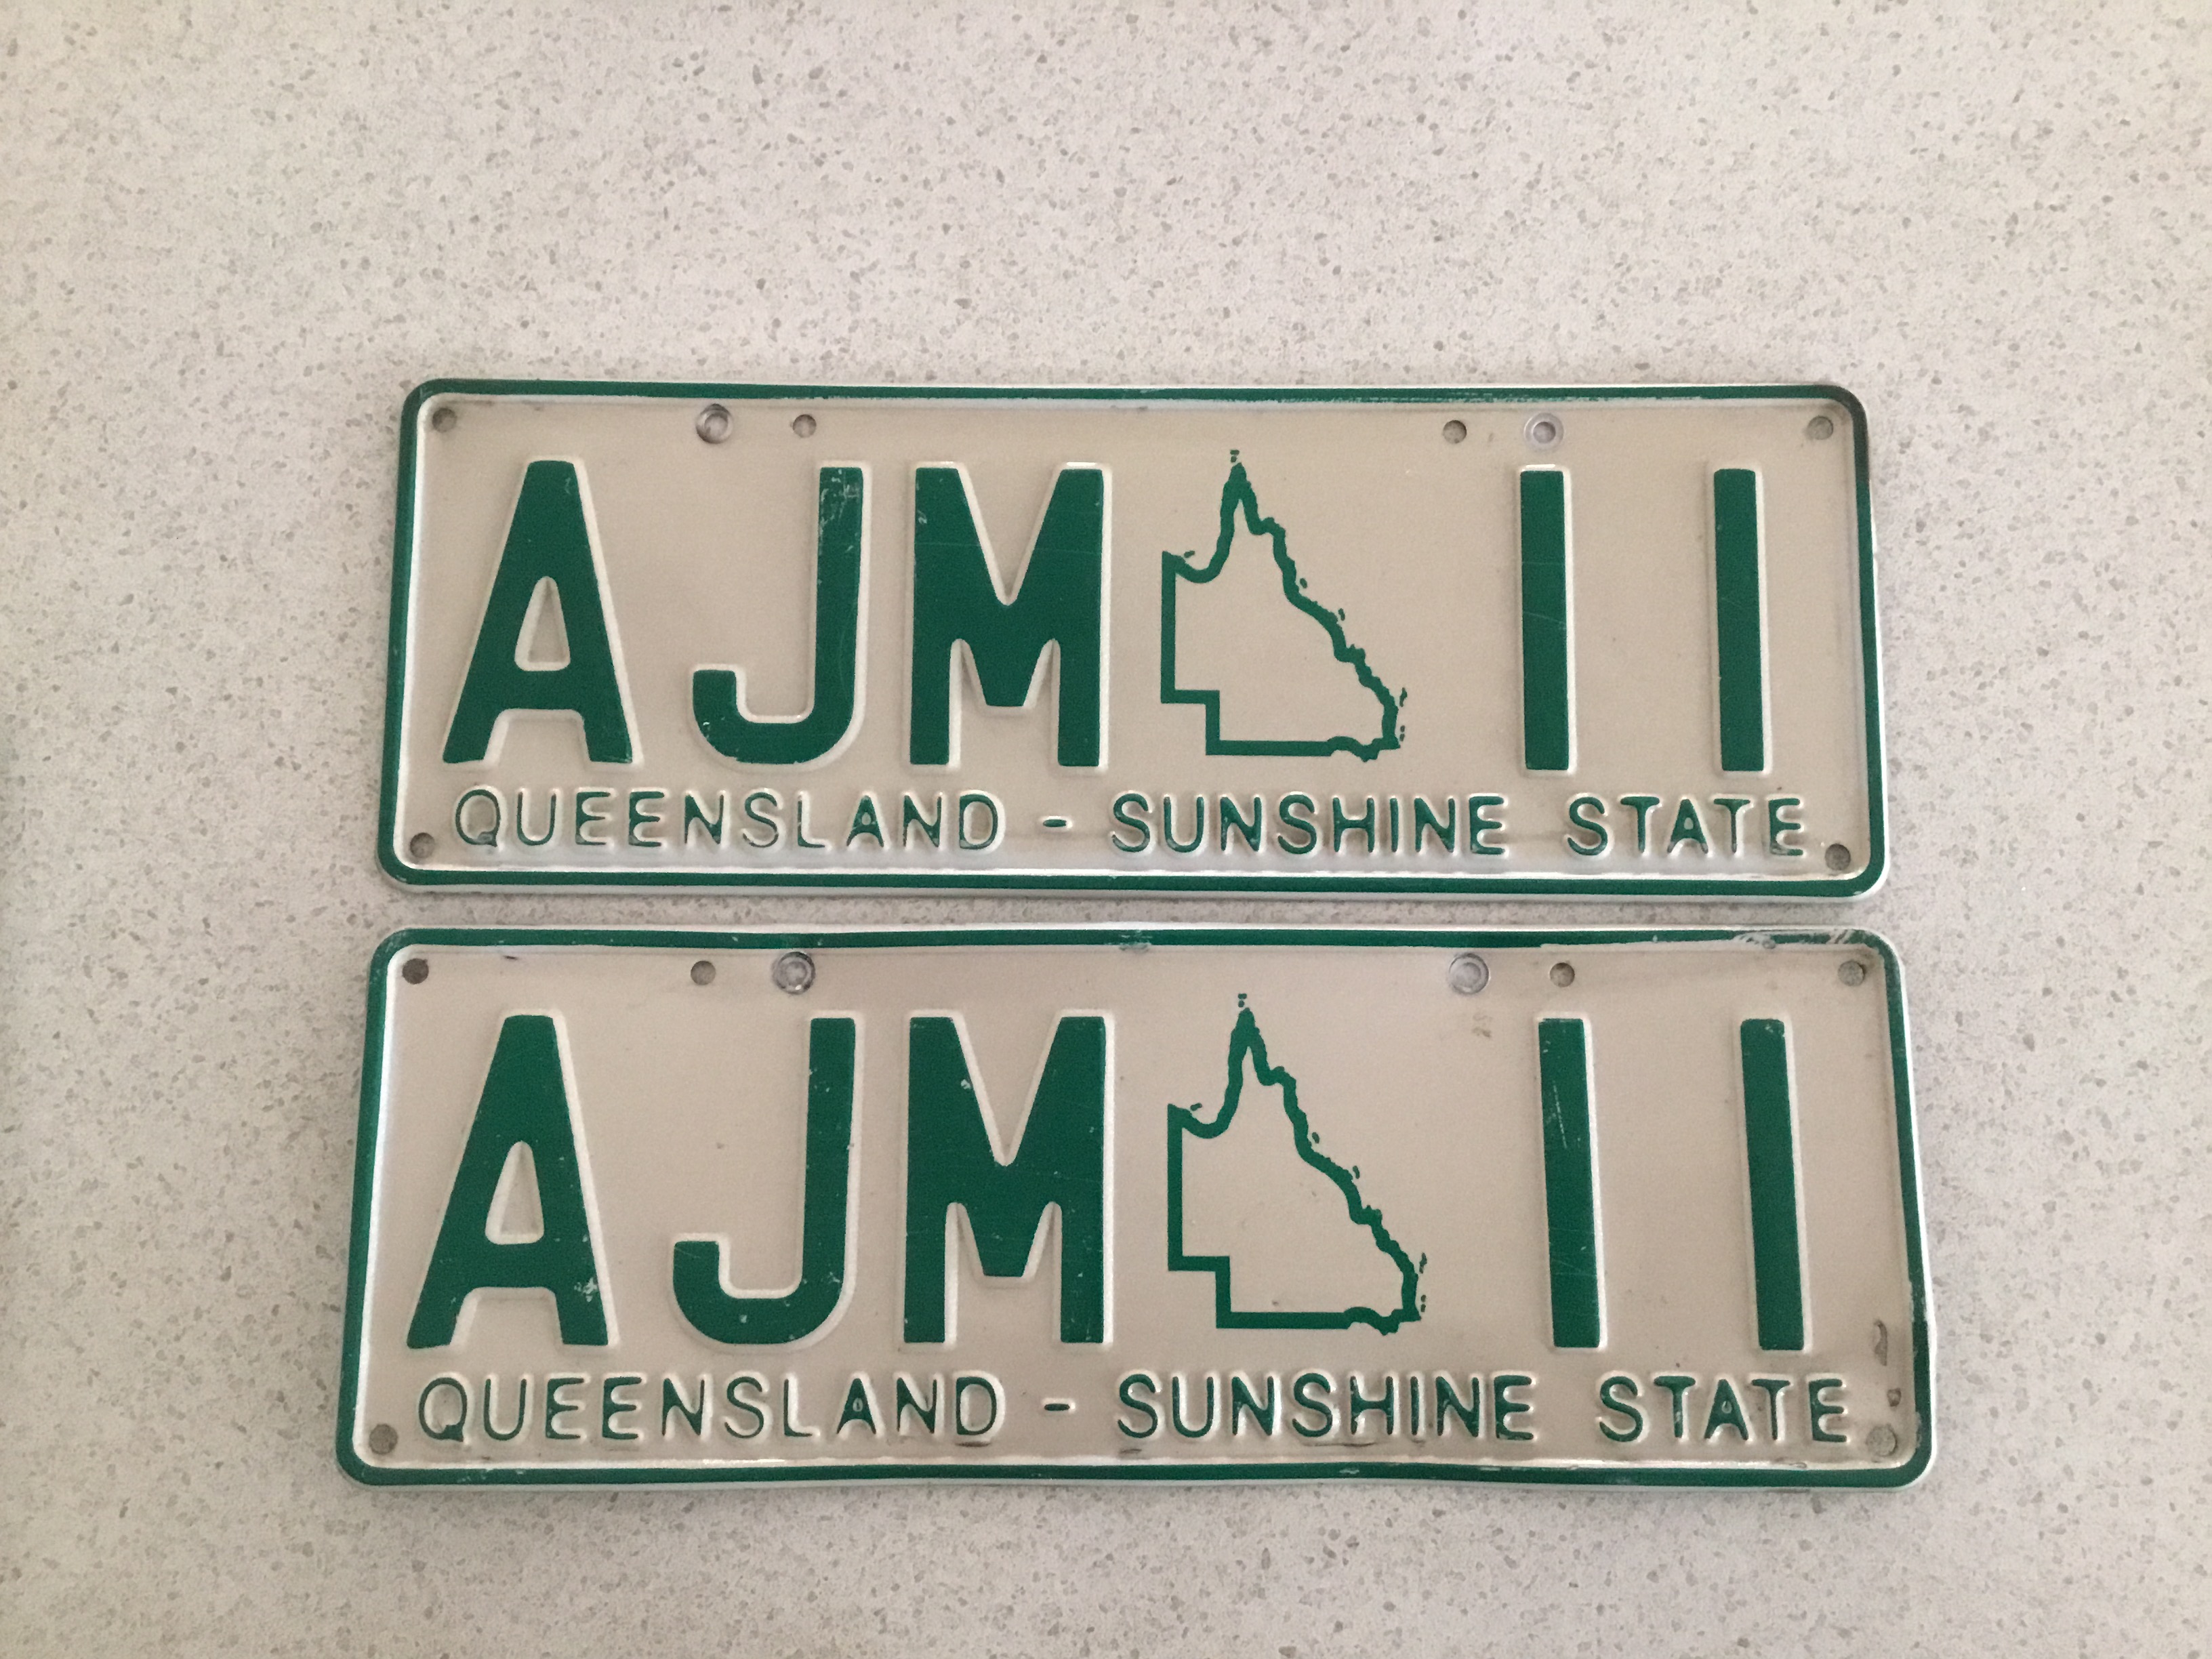 AJM 11
QUEENSLAND - SUNSHINE STATE
AJM 11
QUEENSLAND - SUNSHINE STATE